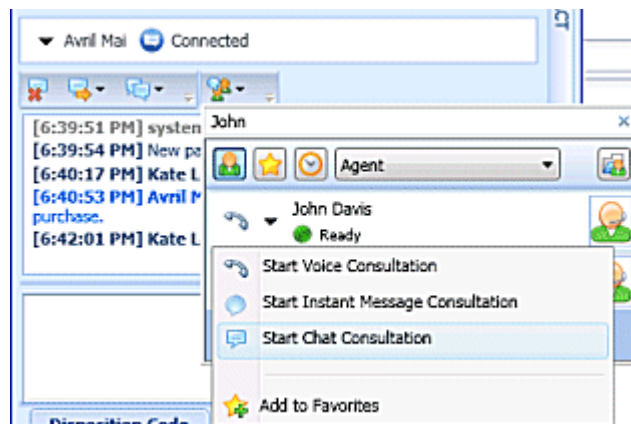 Avril Mai Connected
CT
John
[6:39:51 PM] system
[6:39:54 PM] New pa
[6:40:17 PM] Kate L
[6:40:53 PM] Avril M
purchase.
[6:42:01 PM] Kate L
Agent
John Davis
Ready
Start Voice Consultation
Start Instant Message Consultation
Start Chat Consultation
Add to Favorites
Disposition Code